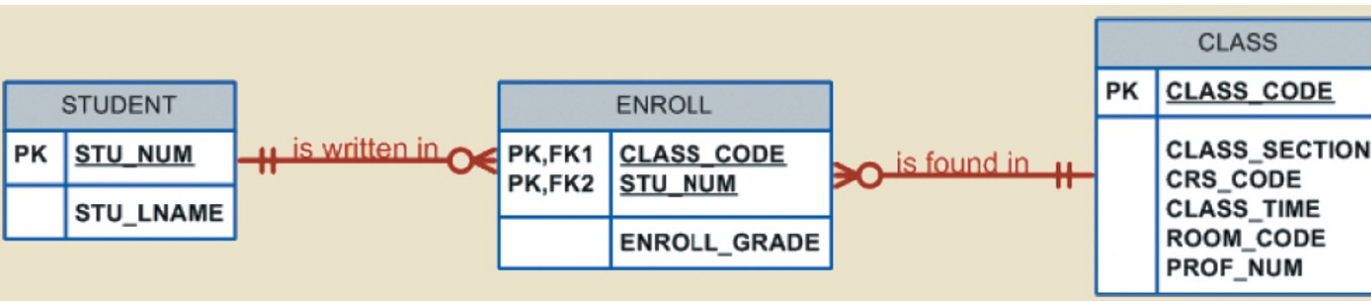 STUDENT
PK STU_NUM
STU_LNAME
is written in
ENROLL
PK,FK1 CLASS_CODE
PK,FK2 STU_NUM
ENROLL_GRADE
is found in
CLASS
PK CLASS_CODE
CLASS_SECTION
CRS_CODE
CLASS_TIME
ROOM_CODE
PROF_NUM